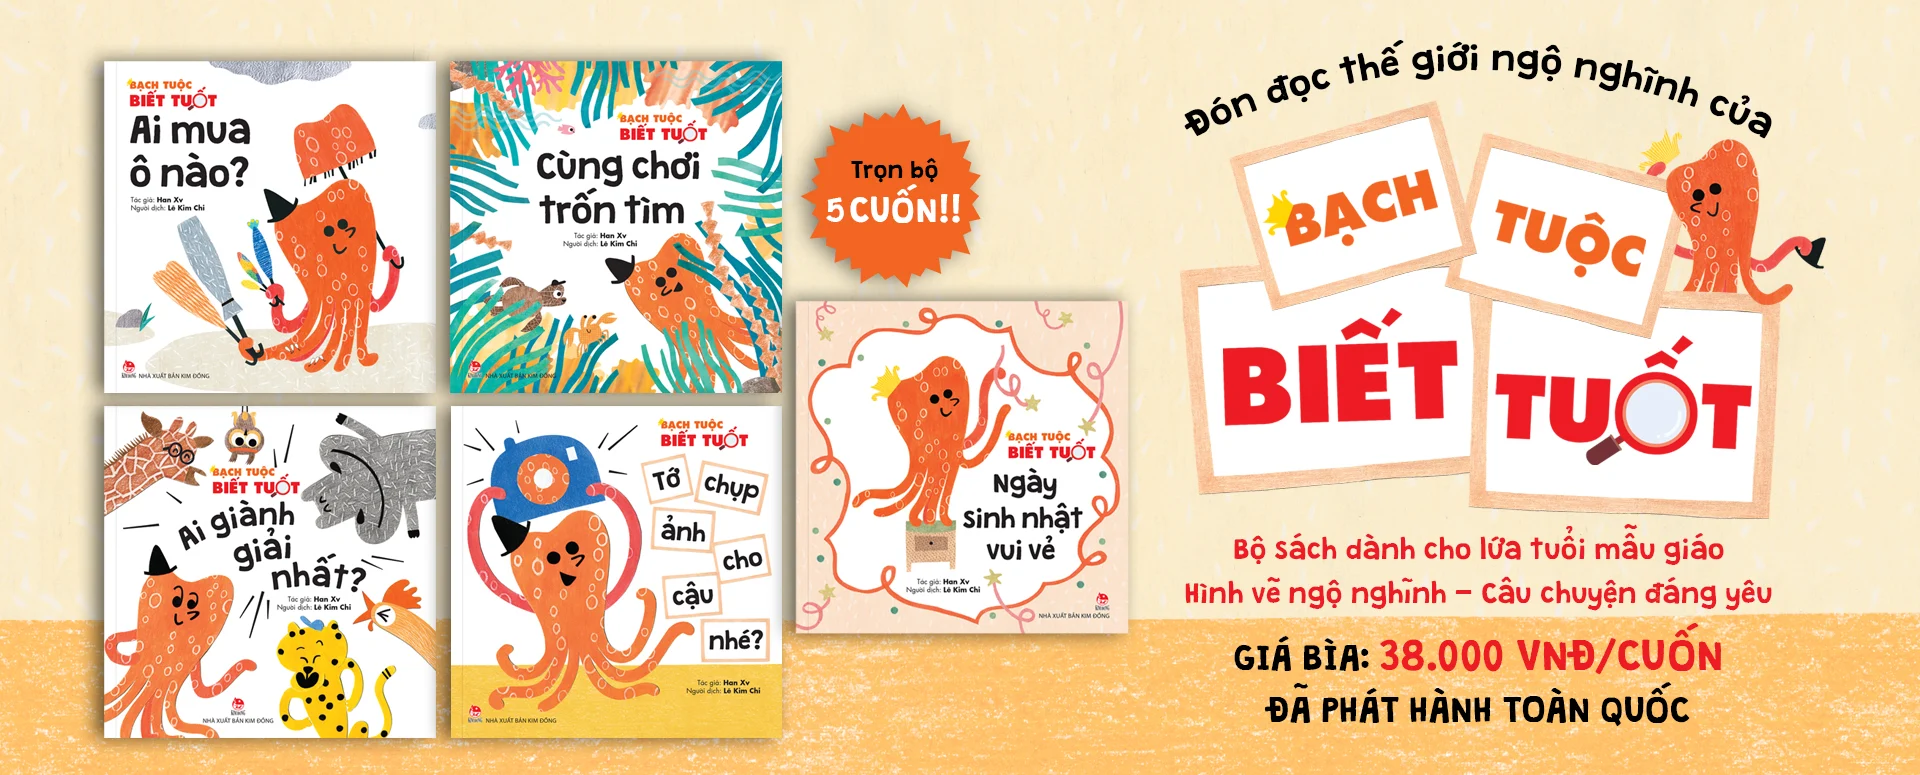 BẠCH TUỘC
BIẾT TUỐT
Ai mua
ô nào?
Tác giả: Han Xv
Người dịch: Lê Kim Chi
NHÀ XUẤT BẢN KIM ĐỒNG
BẠCH TUỘC
BIẾT TUỐT
Cùng chơi
trốn tìm
Tác giả: Han Xv
Người dịch: Lê Kim Chi
NHÀ XUẤT BẢN KIM ĐỒNG
Trọn bộ
5 CUỐN!!
BẠCH TUỘC
BIẾT TUỐT
Ai giành
giải
nhất?
Tác giả: Han Xv
Người dịch: Lê Kim Chi
NHÀ XUẤT BẢN KIM ĐỒNG
BẠCH TUỘC
BIẾT TUỐT
Tớ chụp
ảnh
cho
cậu
nhé?
Tác giả: Han Xv
Người dịch: Lê Kim Chi
NHÀ XUẤT BẢN KIM ĐỒNG
BẠCH TUỘC
BIẾT TUỐT
Ngày
sinh nhật
vui vẻ
Tác giả: Han Xv
Người dịch: Lê Kim Chi
NHÀ XUẤT BẢN KIM ĐỒNG
Đón đọc thế giới ngộ nghĩnh của
BẠCH TUỘC
BIẾT TUỐT
Bộ sách dành cho lứa tuổi mẫu giáo
Hình vẽ ngộ nghĩnh – Câu chuyện đáng yêu
GIÁ BÌA: 38.000 VNĐ/CUỐN
ĐÃ PHÁT HÀNH TOÀN QUỐC